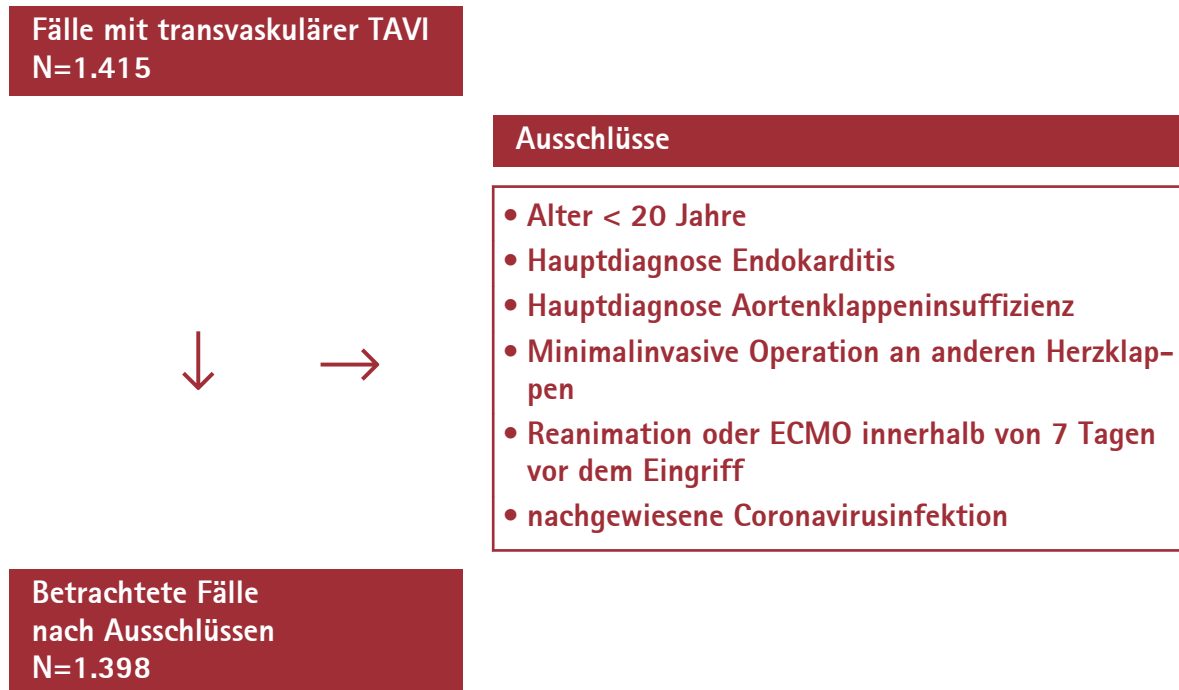 Fälle mit transvaskulärer TAVI
N=1.415
Ausschlüsse
• Alter < 20 Jahre
• Hauptdiagnose Endokarditis
• Hauptdiagnose Aortenklappeninsuffizienz
• Minimalinvasive Operation an anderen Herzklap-
pen
• Reanimation oder ECMO innerhalb von 7 Tagen
vor dem Eingriff
• nachgewiesene Coronavirusinfektion
Betrachtete Fälle
nach Ausschlüssen
N=1.398